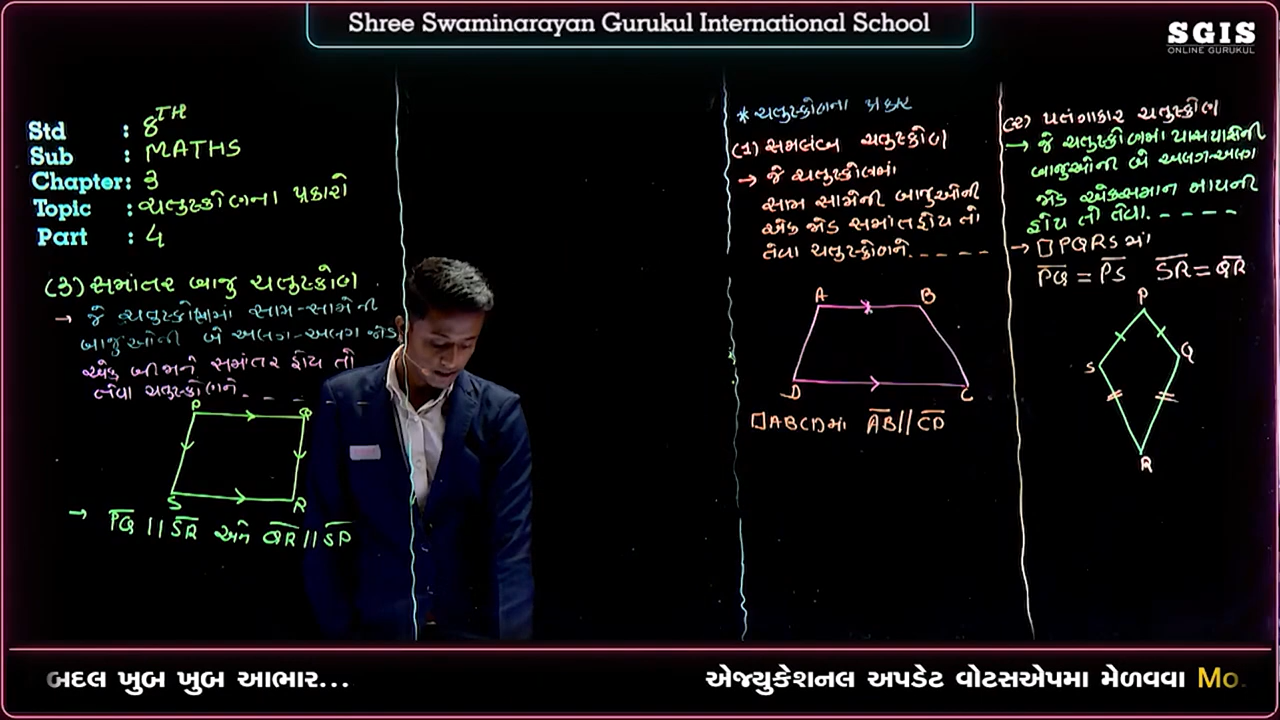 Shree Swaminarayan Gurukul International School
SGIS
ONLINE GURUKUL
Std : 8TH
Sub : MATHS
Chapter: 3
Topic : ચતુષ્કોણના પ્રકારો
Part : 4
(3) સમાંતર બાજુ ચતુષ્કોણ
→ જે ચતુષ્કોણમાં સામ-સામેની
બાજુઓની બે અલગ-અલગ જોડ
એક બીજાને સમાંતર હોય તો
તેવા ચતુષ્કોણને - - - -
P Q
S R
→ PQ || SR અને QR || SP
* ચતુષ્કોણના પ્રકાર
(1) સમલંબ ચતુષ્કોણ
→ જે ચતુષ્કોણમાં
સામ સામેની બાજુઓની
એક જોડ સમાંતર હોય તો
તેવા ચતુષ્કોણને - - - -
A B
D C
□ABCDમાં AB || CD
(2) પતંગાકાર ચતુષ્કોણ
→ જે ચતુષ્કોણમાં પાસપાસેની
બાજુઓની બે અલગ-અલગ
જોડ એકસમાન માપની
હોય તો તેવા - - - -
→ □PQRSમાં
PQ = PS SR = QR
P
S Q
R
બદલ ખુબ ખુબ આભાર...
એજ્યુકેશનલ અપડેટ વોટસએપમા મેળવવા Mo.